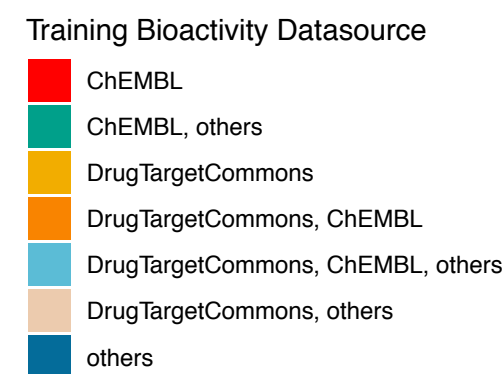 Training Bioactivity Datasource
ChEMBL
ChEMBL, others
DrugTargetCommons
DrugTargetCommons, ChEMBL
DrugTargetCommons, ChEMBL, others
DrugTargetCommons, others
others